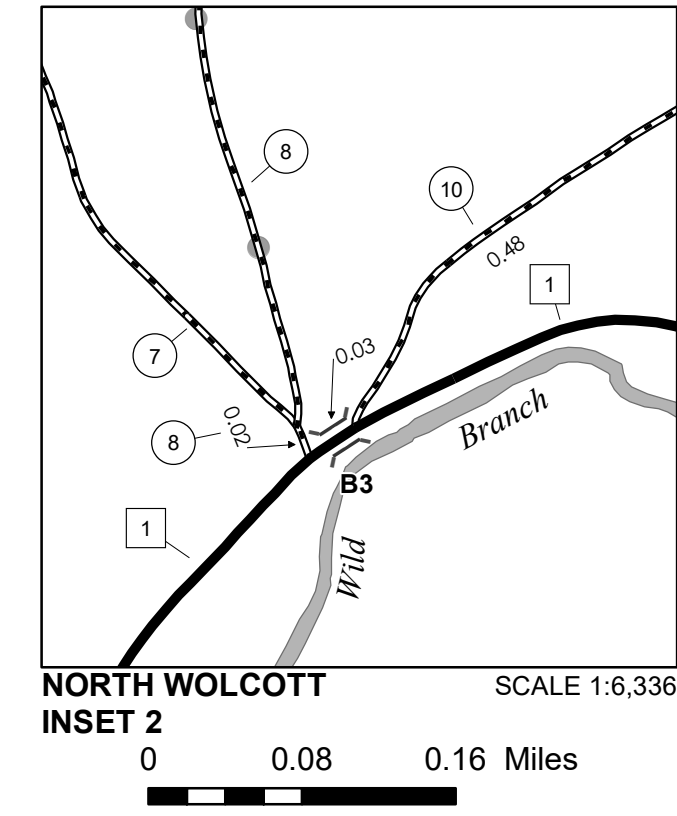 8
10
0.48
1
0.03
7
0.02
8
Branch
B3
1
Wild
NORTH WOLCOTT
SCALE 1:6,336
INSET 2
0 0.08 0.16 Miles